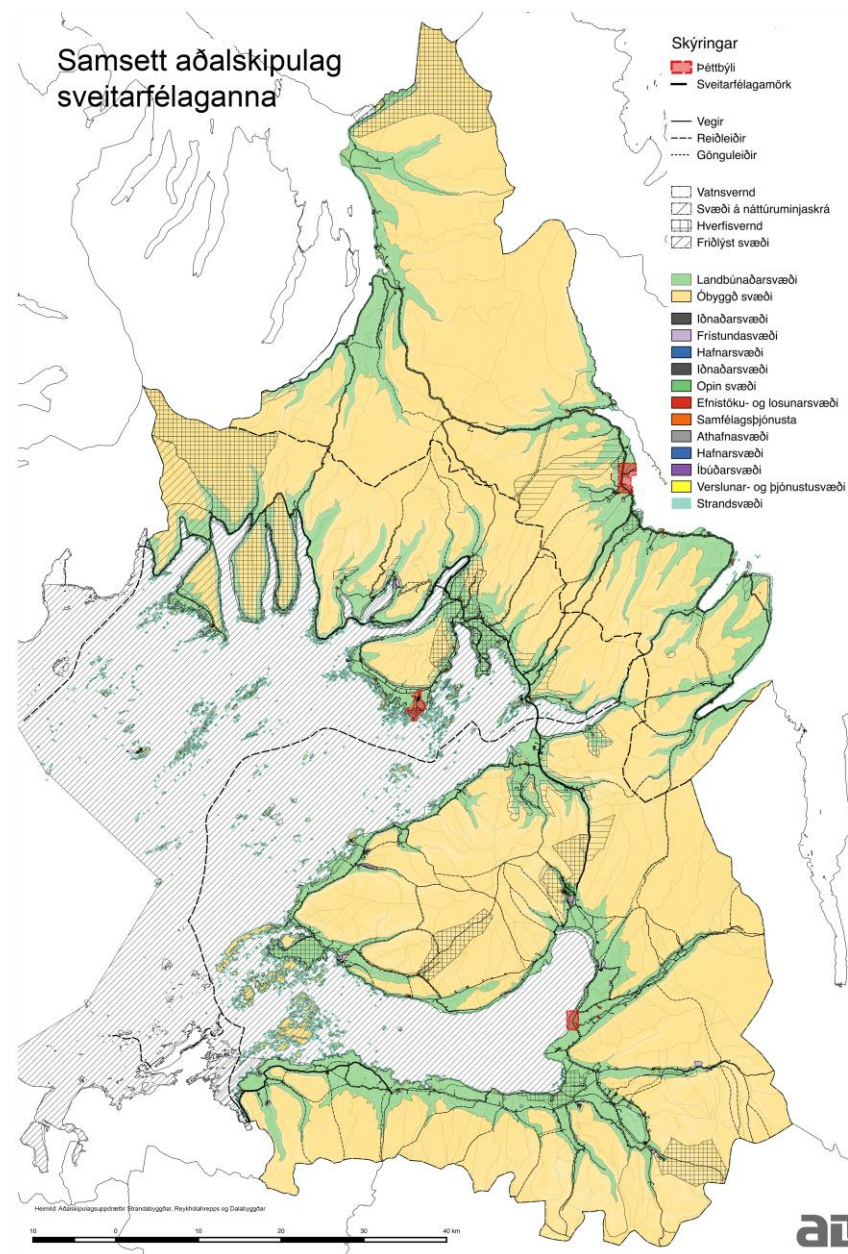 Samsett aðalskipulag
sveitarfélaganna
Skýringar
Þéttbýli
Sveitarfélagamörk
Vegir
Reiðleiðir
Gönguleiðir
Vatnsvernd
Svæði á náttúruminjaskrá
Hverfisvernd
Friðlýst svæði
Landbúnaðarsvæði
Óbyggð svæði
Iðnaðarsvæði
Frístundasvæði
Hafnarsvæði
Iðnaðarsvæði
Opin svæði
Efnistöku- og losunarsvæði
Samfélagsþjónusta
Athafnasvæði
Hafnarsvæði
Íbúðarsvæði
Verslunar- og þjónustusvæði
Strandsvæði
Heimild: Aðalskipulagsuppdrættir Strandabyggðar, Reykhólahrepps og Dalabyggðar
10 0 10 20 30 40 km